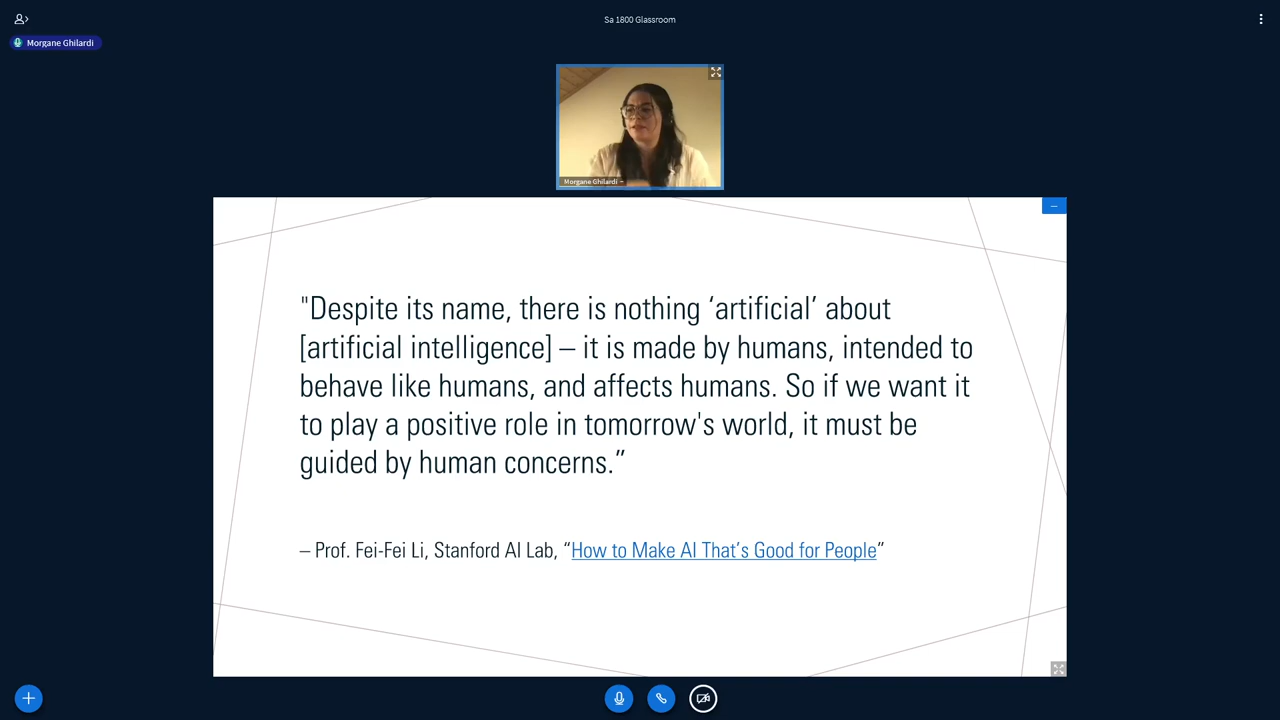 Sa 1800 Glassroom
Morgane Ghilardi
Morgane Ghilardi
"Despite its name, there is nothing ‘artificial’ about
[artificial intelligence] – it is made by humans, intended to
behave like humans, and affects humans. So if we want it
to play a positive role in tomorrow's world, it must be
guided by human concerns.”
– Prof. Fei-Fei Li, Stanford AI Lab, “How to Make AI That’s Good for People”